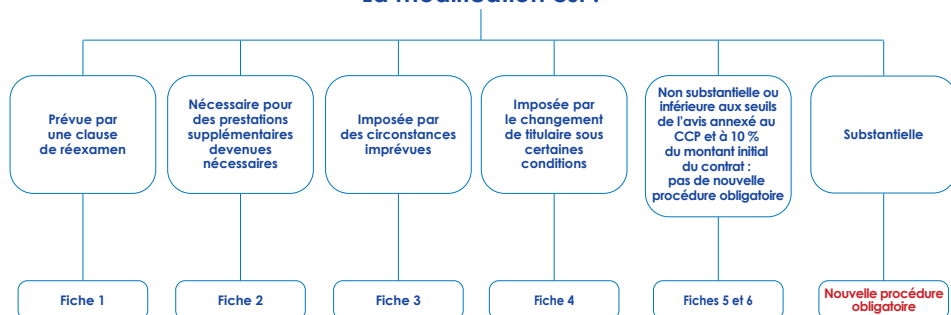 La modification est :
Prévue par
une clause
de réexamen
Nécessaire pour
des prestations
supplémentaires
devenues
nécessaires
Imposée par
des circonstances
imprévues
Imposée par
le changement
de titulaire sous
certaines
conditions
Non substantielle ou
inférieure aux seuils
de l’avis annexé au
CCP et à 10 %
du montant initial
du contrat :
pas de nouvelle
procédure obligatoire
Substantielle
Fiche 1
Fiche 2
Fiche 3
Fiche 4
Fiches 5 et 6
Nouvelle procédure
obligatoire